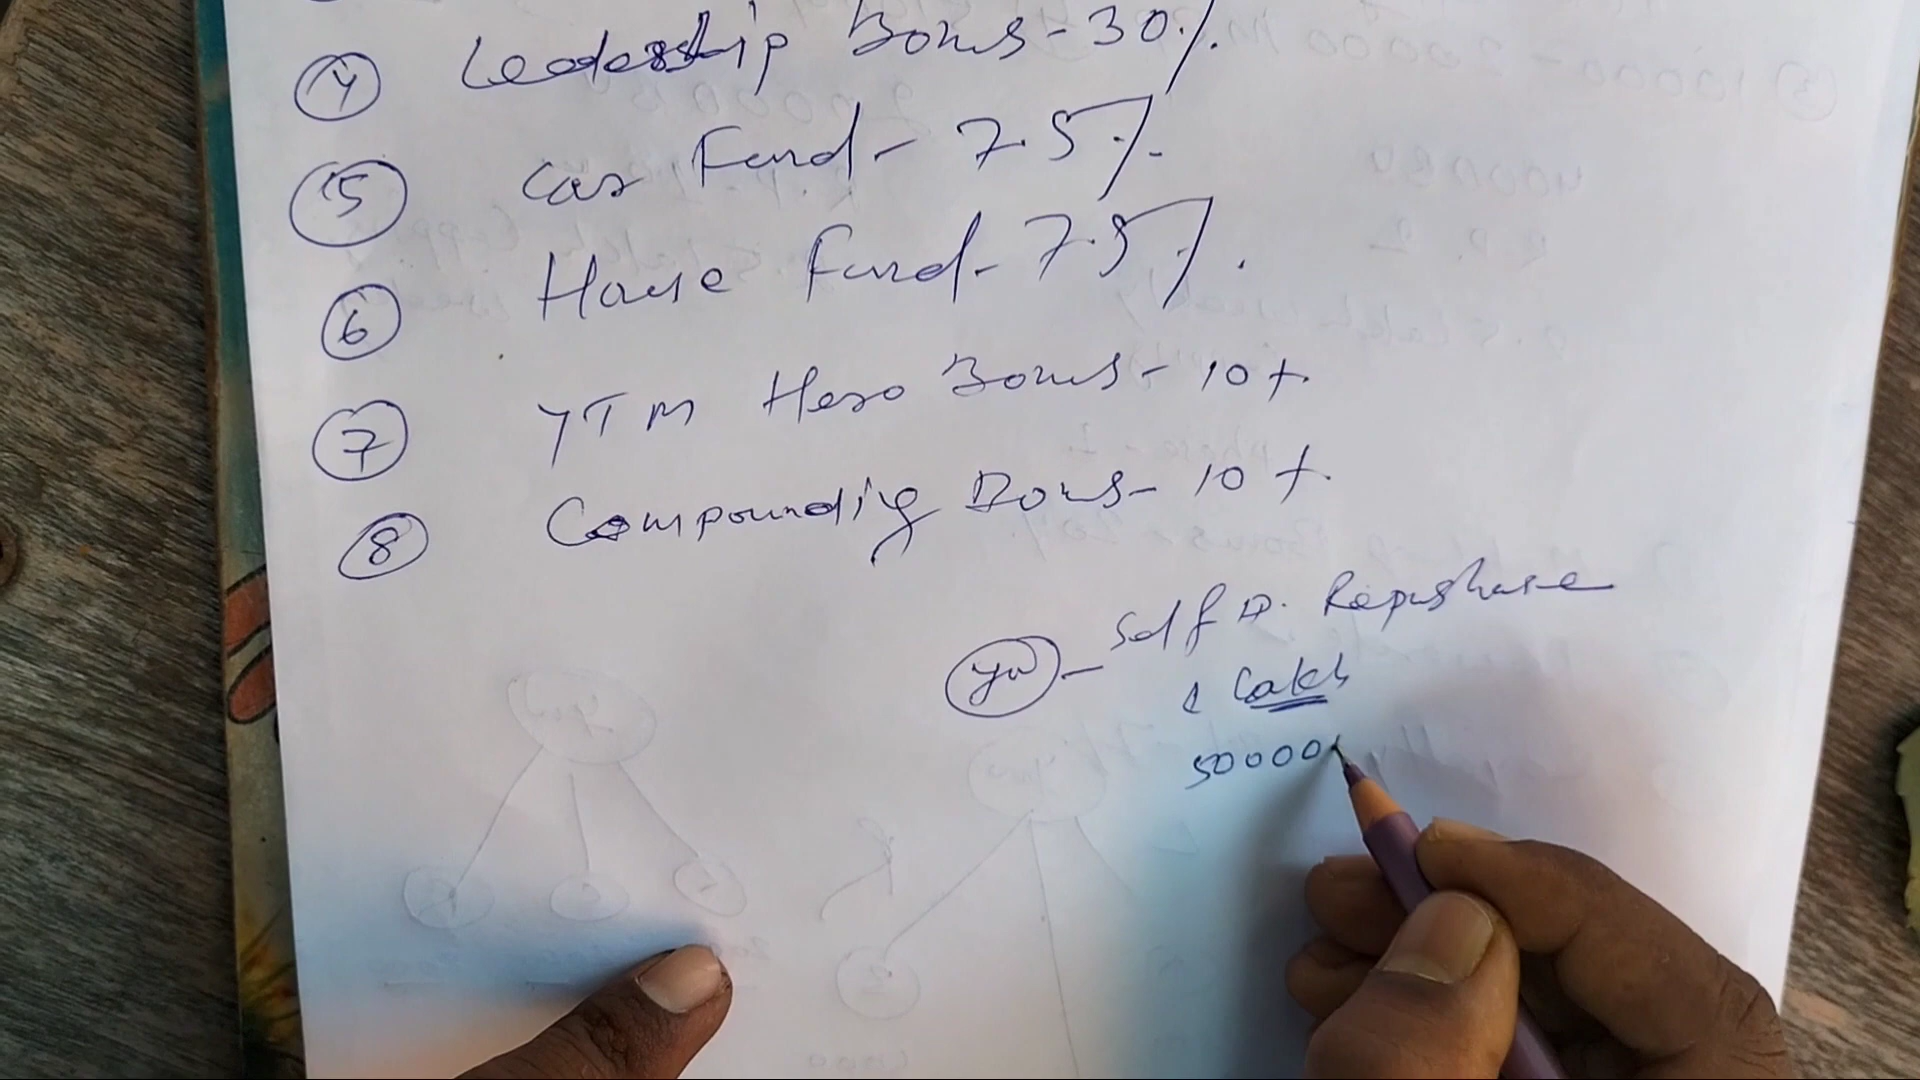 4 Leadership Bonus - 30%.
5 Car Fund - 7.5%.
6 House Fund - 7.5%.
7 YTM Hero Bonus - 10%.
8 Compounding Bonus - 10%.
you - Self ID. Repurchase
1 Lakh
50000